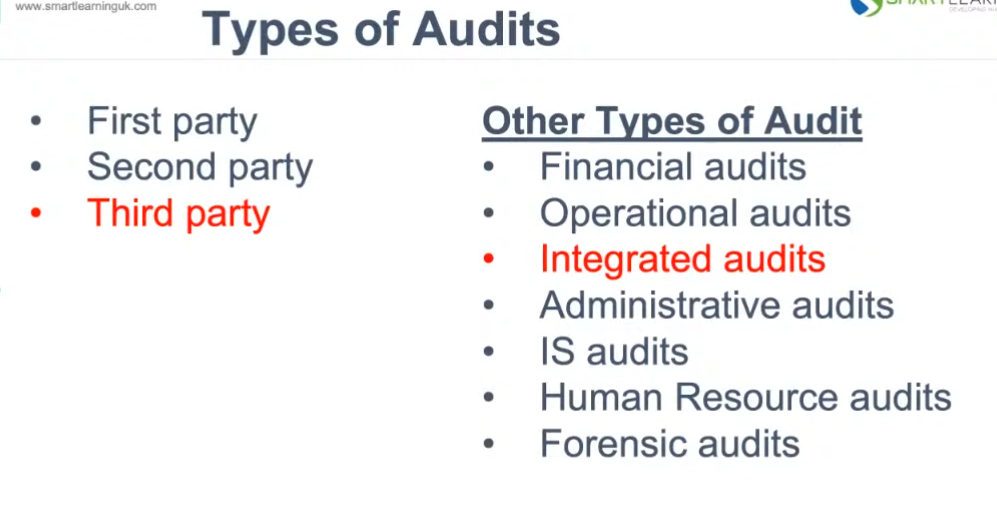 www.smartlearninguk.com
Types of Audits
• First party
• Second party
• Third party
Other Types of Audit
• Financial audits
• Operational audits
• Integrated audits
• Administrative audits
• IS audits
• Human Resource audits
• Forensic audits